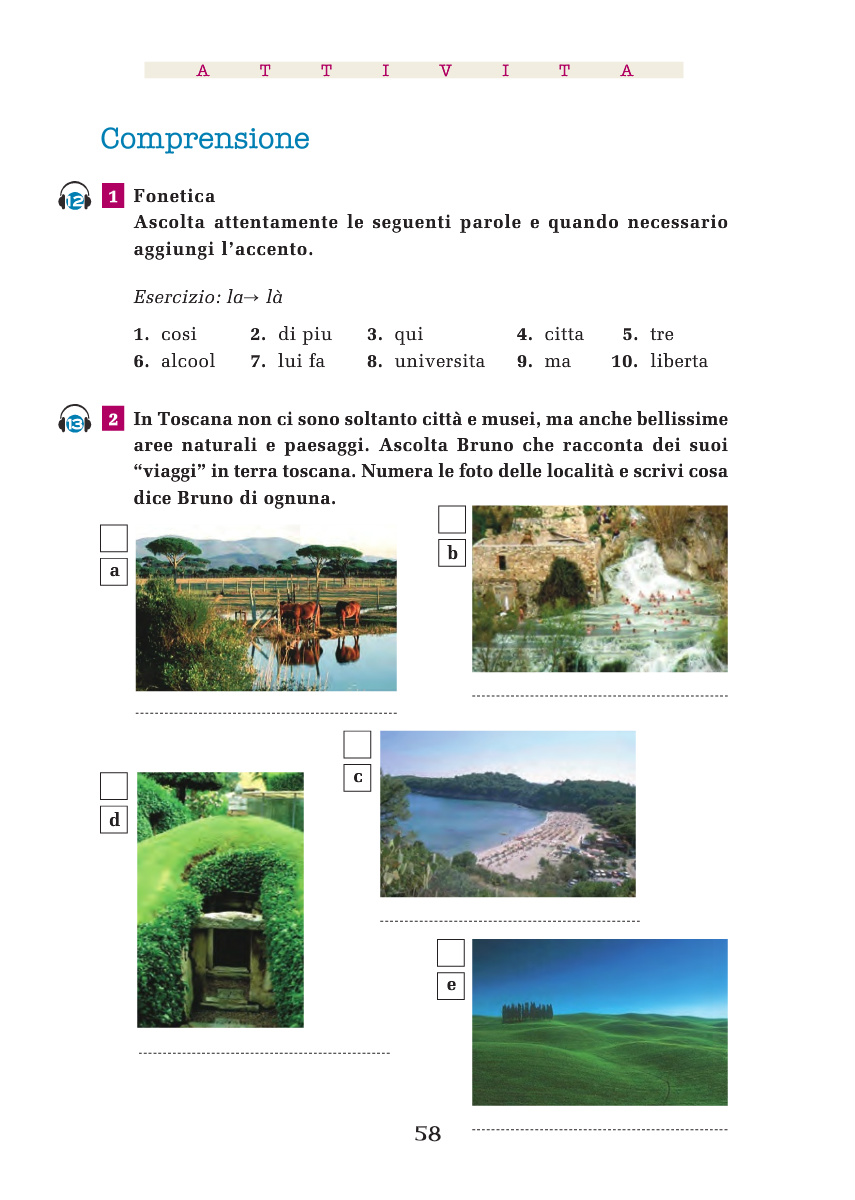 A T T I V I T A
Comprensione
12 1 Fonetica
Ascolta attentamente le seguenti parole e quando necessario
aggiungi l’accento.
Esercizio: la→ là
1. cosi 2. di piu 3. qui 4. citta 5. tre
6. alcool 7. lui fa 8. universita 9. ma 10. liberta
13 2 In Toscana non ci sono soltanto città e musei, ma anche bellissime
aree naturali e paesaggi. Ascolta Bruno che racconta dei suoi
“viaggi” in terra toscana. Numera le foto delle località e scrivi cosa
dice Bruno di ognuna.
a
b
c
d
e
58